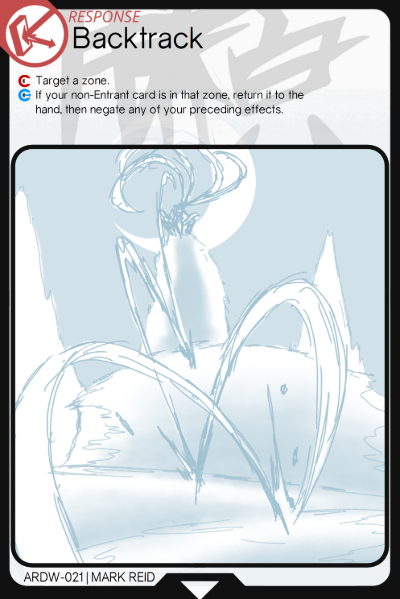 RESPONSE
Backtrack
C Target a zone.
C If your non-Entrant card is in that zone, return it to the
hand, then negate any of your preceding effects.
ARDW-021 | MARK REID